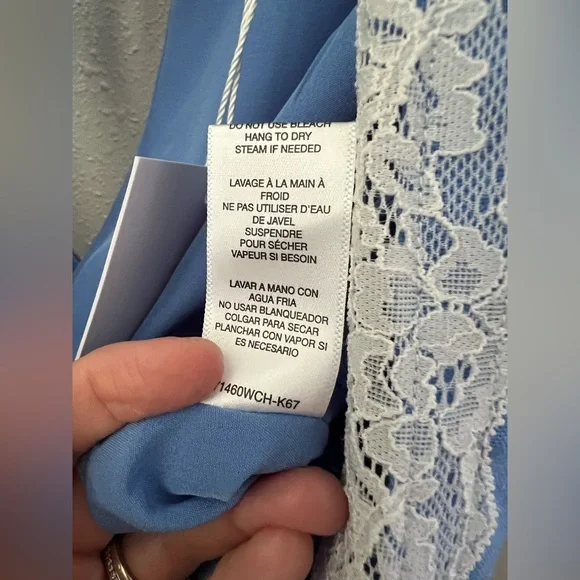 DO NOT USE BLEACH
HANG TO DRY
STEAM IF NEEDED
LAVAGE À LA MAIN À
FROID
NE PAS UTILISER D'EAU
DE JAVEL
SUSPENDRE
POUR SÉCHER
VAPEUR SI BESOIN
LAVAR A MANO CON
AGUA FRIA
NO USAR BLANQUEADOR
COLGAR PARA SECAR
PLANCHAR CON VAPOR SI
ES NECESARIO
/1460WCH-K67